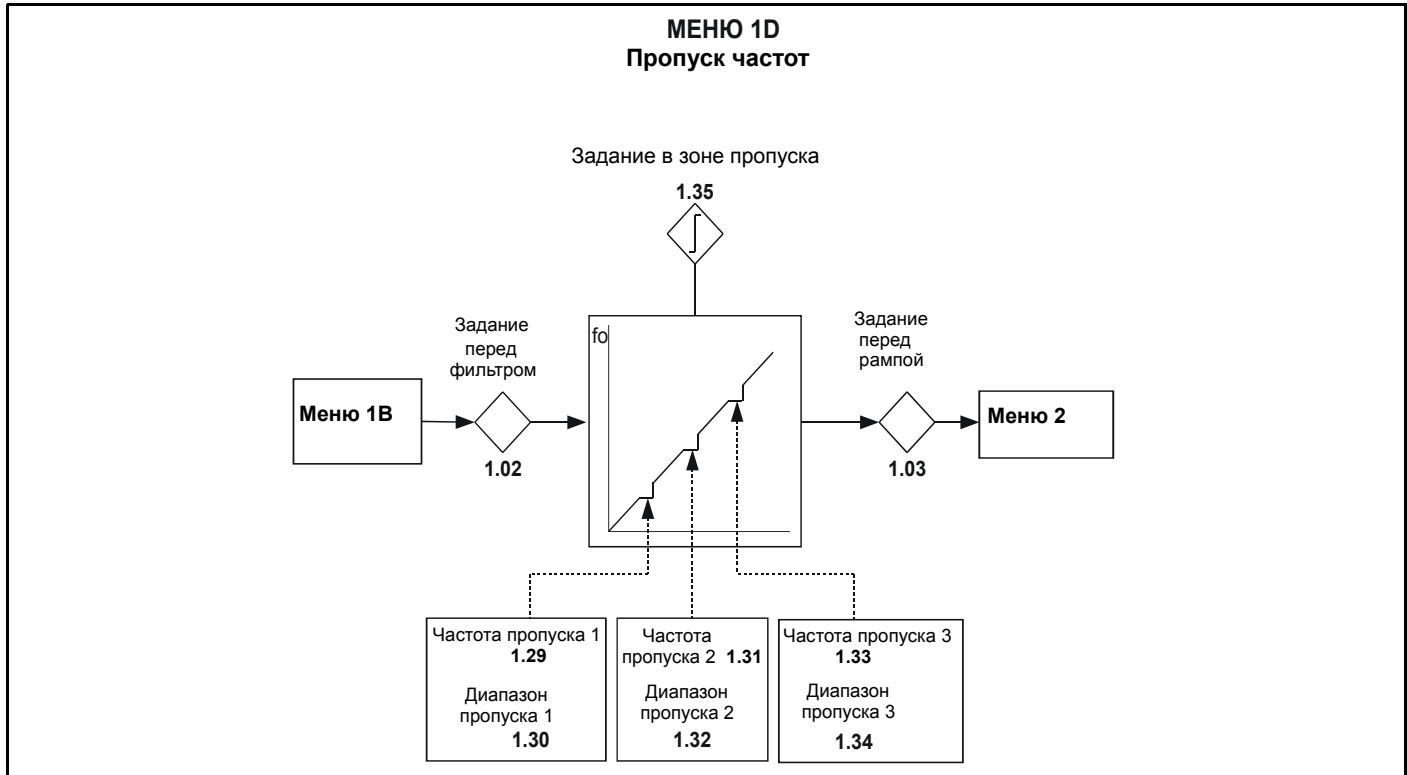 МЕНЮ 1D
Пропуск частот
Задание в зоне пропуска
1.35
Задание
перед
фильтром
Меню 1B
1.02
fo
Задание
перед
рампой
1.03
Меню 2
Частота пропуска 1
1.29
Диапазон
пропуска 1
1.30
Частота
пропуска 2 1.31
Диапазон
пропуска 2
1.32
Частота пропуска 3
1.33
Диапазон
пропуска 3
1.34